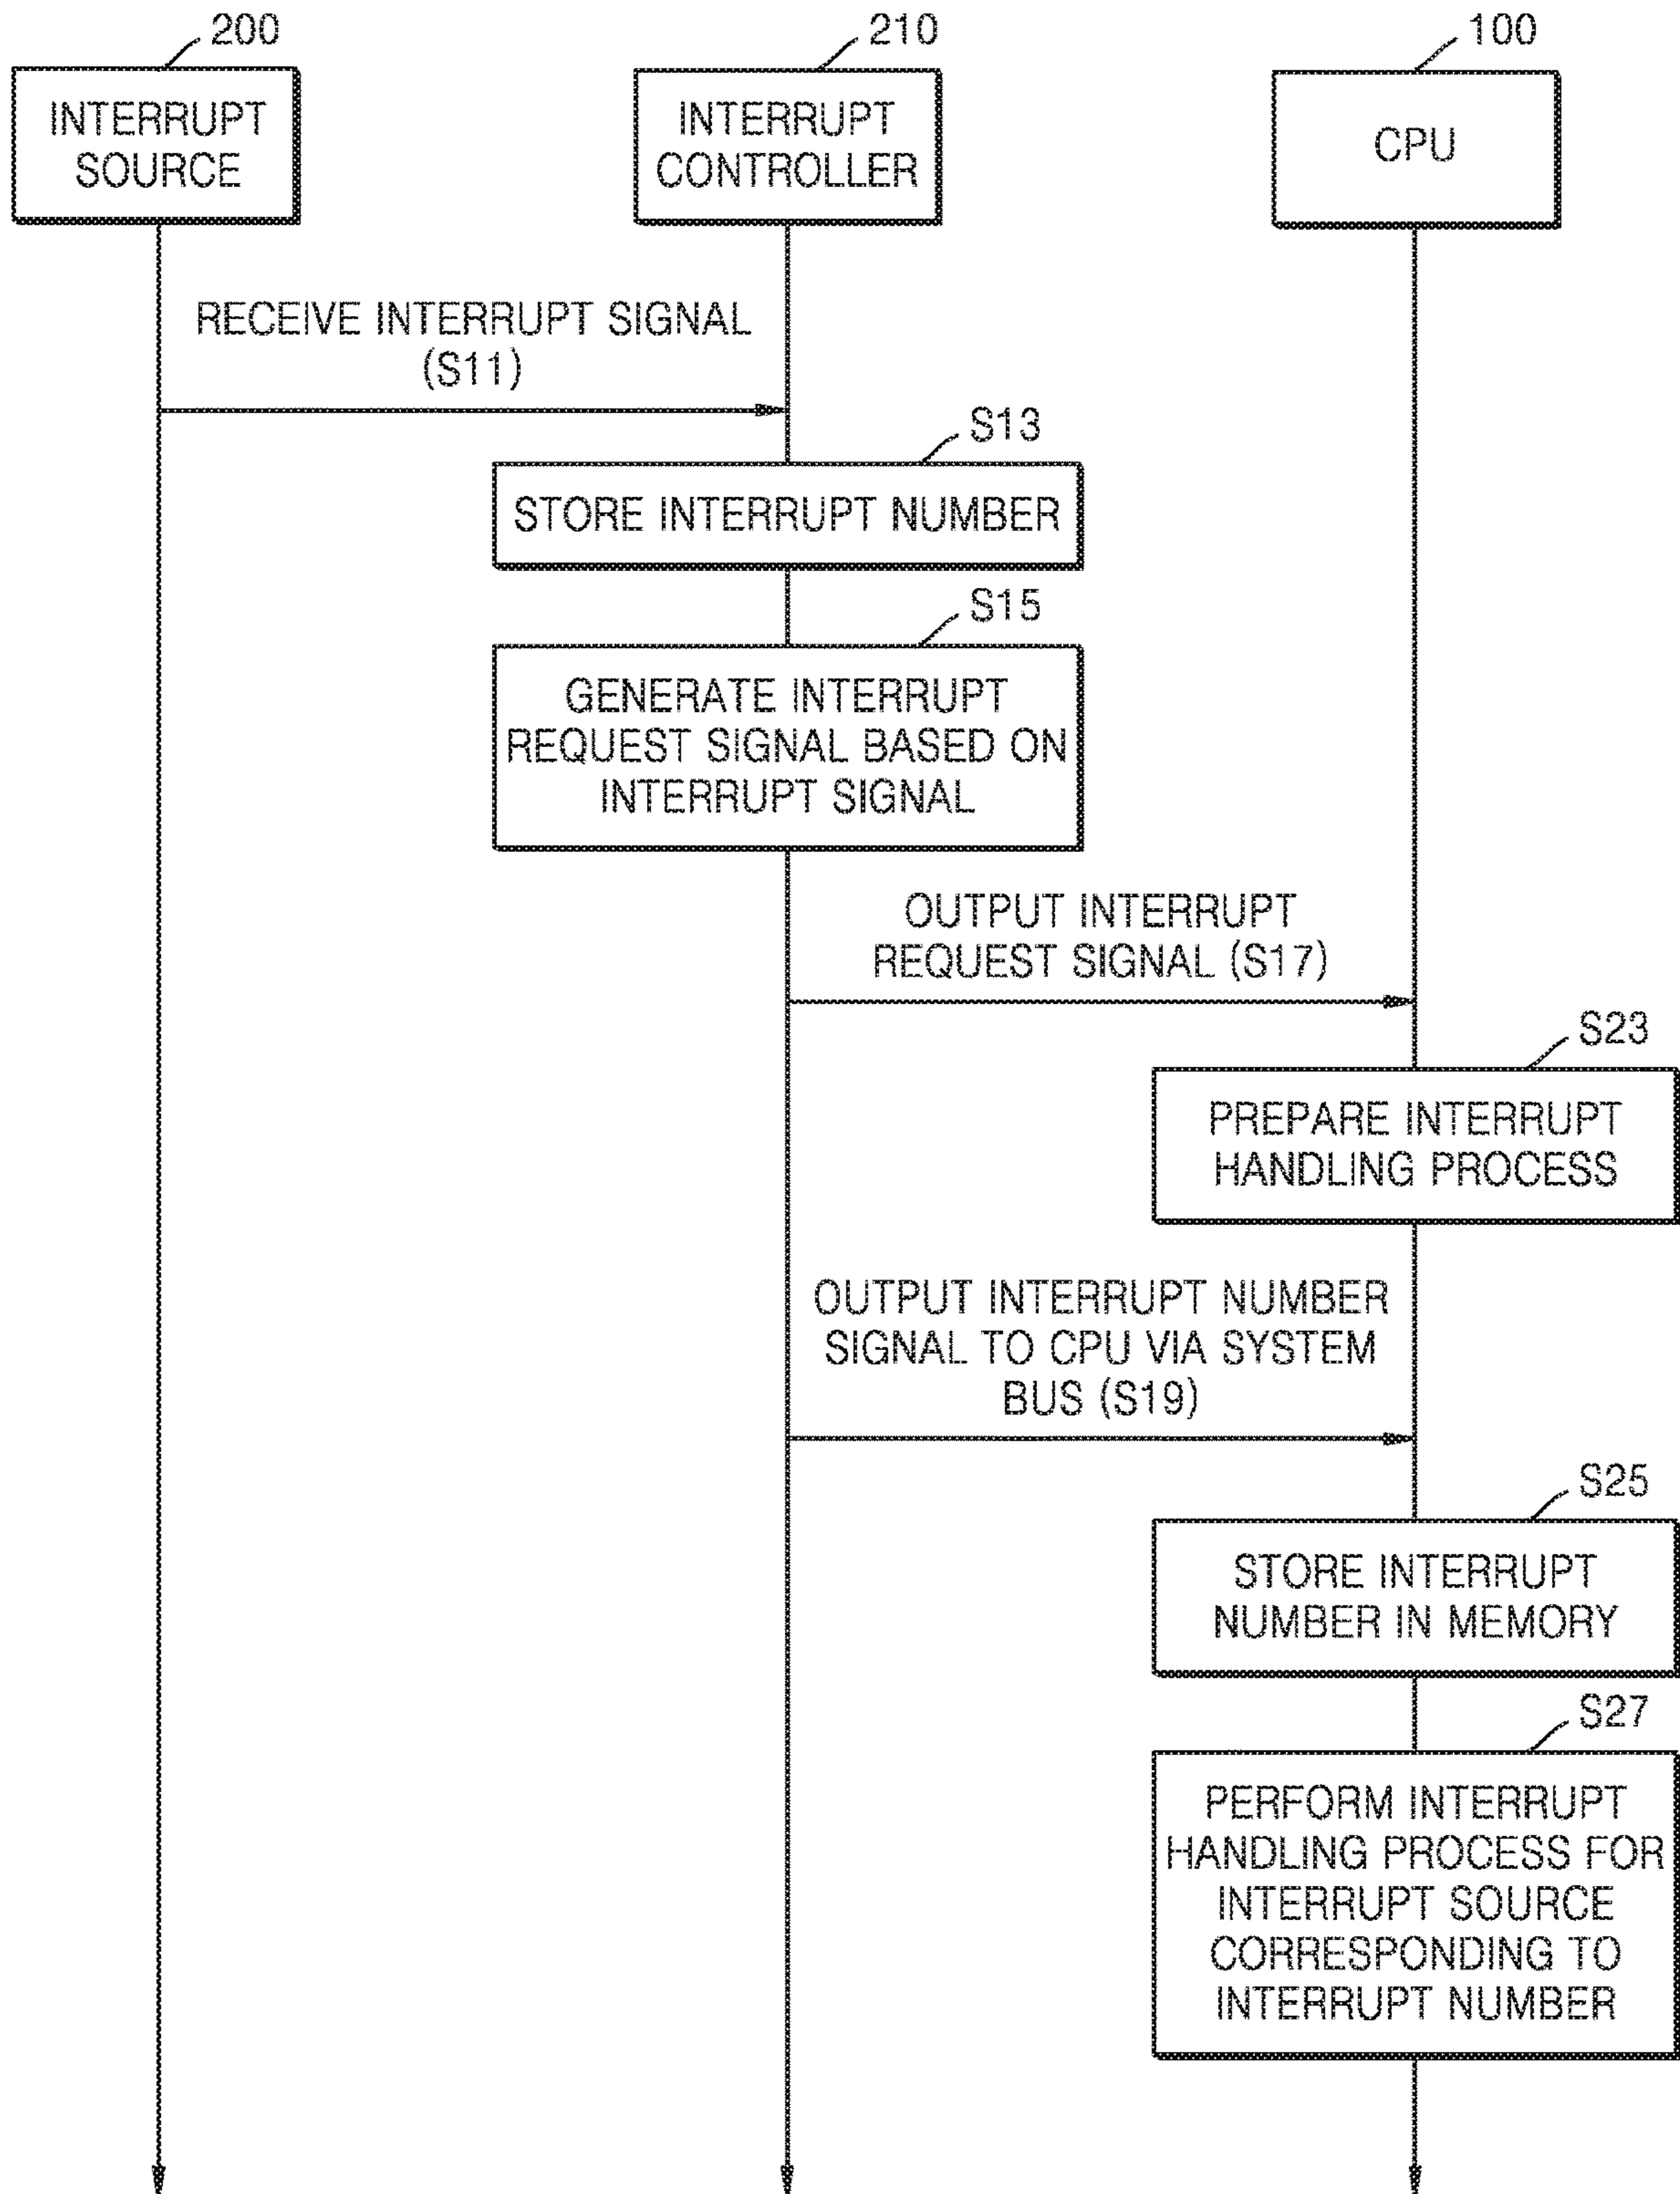 200
210
100
INTERRUPT
SOURCE
INTERRUPT
CONTROLLER
CPU
RECEIVE INTERRUPT SIGNAL
(S11)
S13
STORE INTERRUPT NUMBER
S15
GENERATE INTERRUPT
REQUEST SIGNAL BASED ON
INTERRUPT SIGNAL
OUTPUT INTERRUPT
REQUEST SIGNAL (S17)
S23
PREPARE INTERRUPT
HANDLING PROCESS
OUTPUT INTERRUPT NUMBER
SIGNAL TO CPU VIA SYSTEM
BUS (S19)
S25
STORE INTERRUPT
NUMBER IN MEMORY
S27
PERFORM INTERRUPT
HANDLING PROCESS FOR
INTERRUPT SOURCE
CORRESPONDING TO
INTERRUPT NUMBER